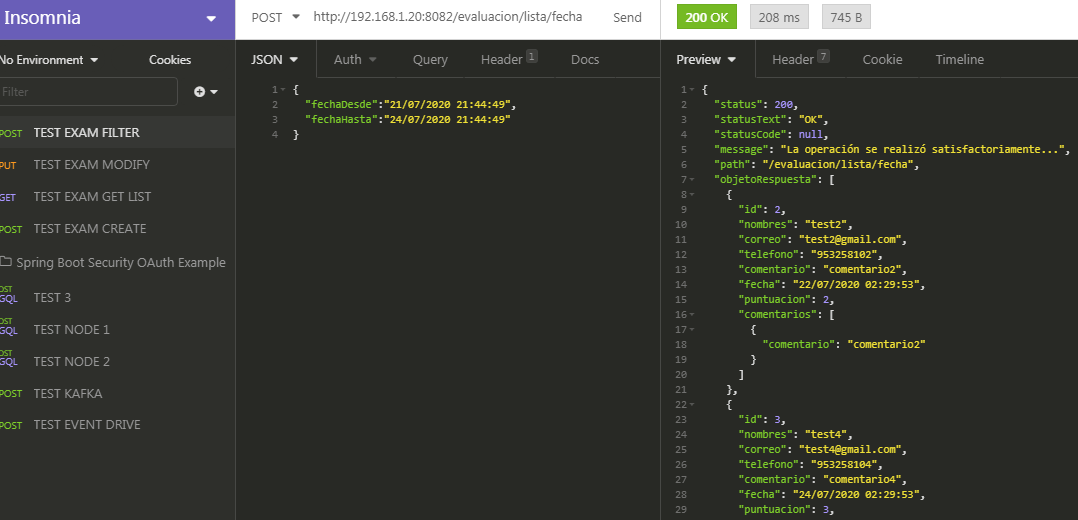 Insomnia
POST http://192.168.1.20:8082/evaluacion/lista/fecha Send
200 OK 208 ms 745 B
No Environment Cookies
JSON Auth Query Header 1 Docs
Preview Header 7 Cookie Timeline
Filter
POST TEST EXAM FILTER
PUT TEST EXAM MODIFY
GET TEST EXAM GET LIST
POST TEST EXAM CREATE
Spring Boot Security OAuth Example
POST GQL TEST 3
POST GQL TEST NODE 1
POST GQL TEST NODE 2
POST TEST KAFKA
POST TEST EVENT DRIVE
1 {
2 "fechaDesde":"21/07/2020 21:44:49",
3 "fechaHasta":"24/07/2020 21:44:49"
4 }
1 {
2 "status": 200,
3 "statusText": "OK",
4 "statusCode": null,
5 "message": "La operación se realizó satisfactoriamente...",
6 "path": "/evaluacion/lista/fecha",
7 "objetoRespuesta": [
8 {
9 "id": 2,
10 "nombres": "test2",
11 "correo": "test2@gmail.com",
12 "telefono": "953258102",
13 "comentario": "comentario2",
14 "fecha": "22/07/2020 02:29:53",
15 "puntuacion": 2,
16 "comentarios": [
17 {
18 "comentario": "comentario2"
19 }
20 ]
21 },
22 {
23 "id": 3,
24 "nombres": "test4",
25 "correo": "test4@gmail.com",
26 "telefono": "953258104",
27 "comentario": "comentario4",
28 "fecha": "24/07/2020 02:29:53",
29 "puntuacion": 3,